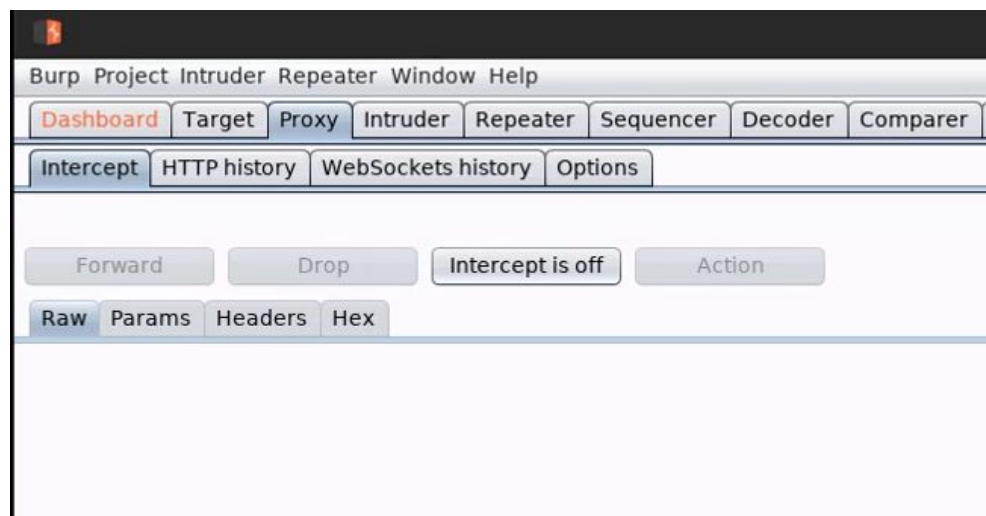 Burp Project Intruder Repeater Window Help
Dashboard Target Proxy Intruder Repeater Sequencer Decoder Comparer
Intercept HTTP history WebSockets history Options
Forward Drop Intercept is off Action
Raw Params Headers Hex